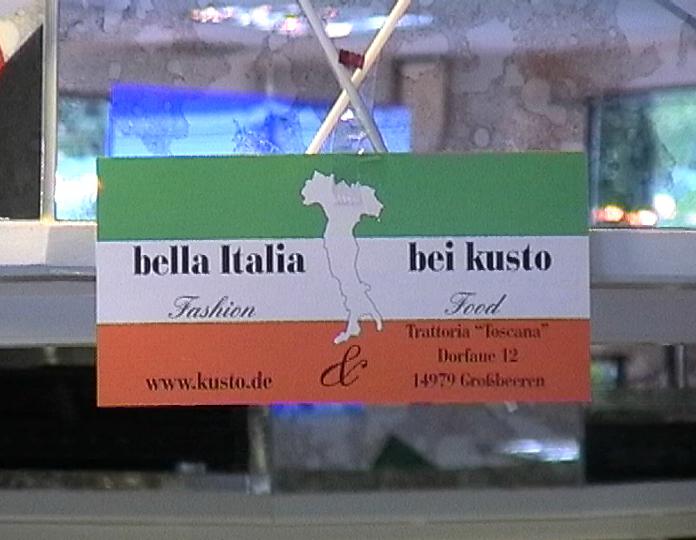 bella Italia bei kusto
Fashion Food
Trattoria "Toscana"
Dorfaue 12
www.kusto.de & 14979 Großbeeren